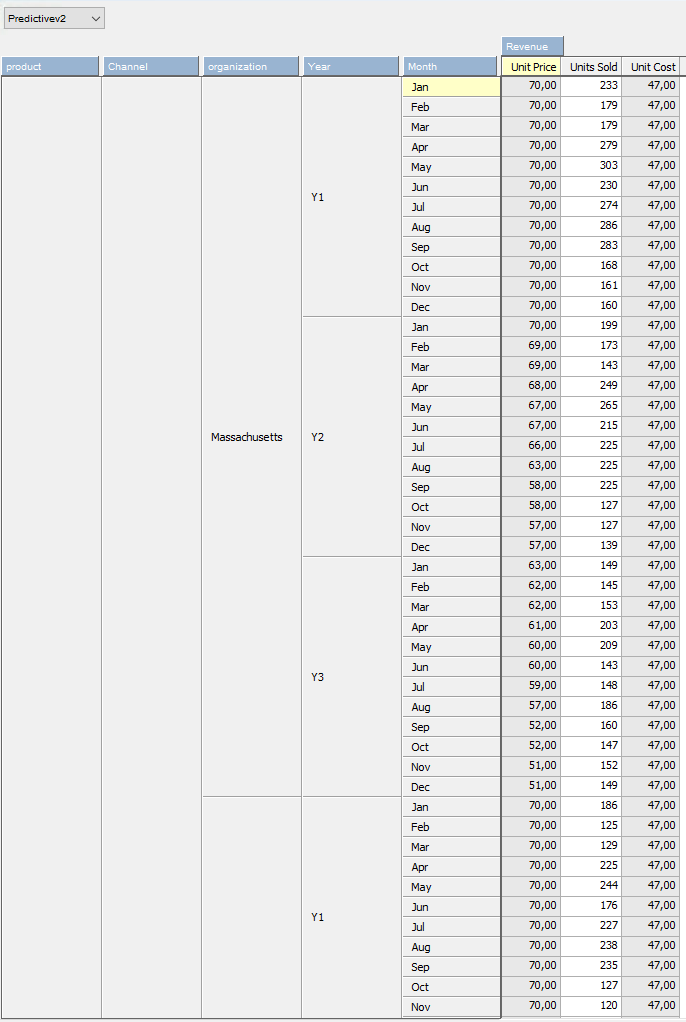 Predictivev2
Revenue
product Channel organization Year Month Unit Price Units Sold Unit Cost
Jan 70,00 233 47,00
Feb 70,00 179 47,00
Mar 70,00 179 47,00
Apr 70,00 279 47,00
May 70,00 303 47,00
Jun 70,00 230 47,00
Y1
Jul 70,00 274 47,00
Aug 70,00 286 47,00
Sep 70,00 283 47,00
Oct 70,00 168 47,00
Nov 70,00 161 47,00
Dec 70,00 160 47,00
Jan 70,00 199 47,00
Feb 69,00 173 47,00
Mar 69,00 143 47,00
Apr 68,00 249 47,00
May 67,00 265 47,00
Jun 67,00 215 47,00
Massachusetts Y2
Jul 66,00 225 47,00
Aug 63,00 225 47,00
Sep 58,00 225 47,00
Oct 58,00 127 47,00
Nov 57,00 127 47,00
Dec 57,00 139 47,00
Jan 63,00 149 47,00
Feb 62,00 145 47,00
Mar 62,00 153 47,00
Apr 61,00 203 47,00
May 60,00 209 47,00
Jun 60,00 143 47,00
Y3
Jul 59,00 148 47,00
Aug 57,00 186 47,00
Sep 52,00 160 47,00
Oct 52,00 147 47,00
Nov 51,00 152 47,00
Dec 51,00 149 47,00
Jan 70,00 186 47,00
Feb 70,00 125 47,00
Mar 70,00 129 47,00
Apr 70,00 225 47,00
May 70,00 244 47,00
Jun 70,00 176 47,00
Y1
Jul 70,00 227 47,00
Aug 70,00 238 47,00
Sep 70,00 235 47,00
Oct 70,00 127 47,00
Nov 70,00 120 47,00